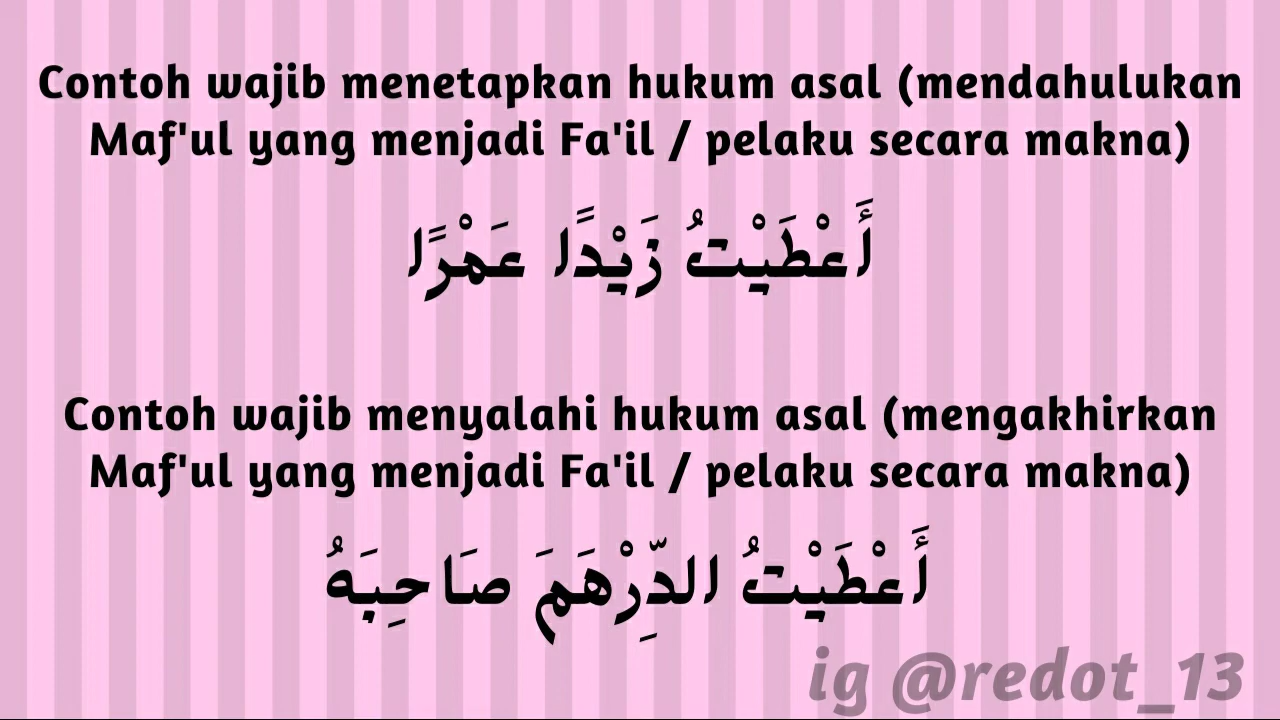 Contoh wajib menetapkan hukum asal (mendahulukan
Maf'ul yang menjadi Fa'il / pelaku secara makna)
أَعْطَيْتُ زَيْدًا عَمْرًا
Contoh wajib menyalahi hukum asal (mengakhirkan
Maf'ul yang menjadi Fa'il / pelaku secara makna)
أَعْطَيْتُ الدِّرْهَمَ صَاحِبَهُ
ig @redot_13